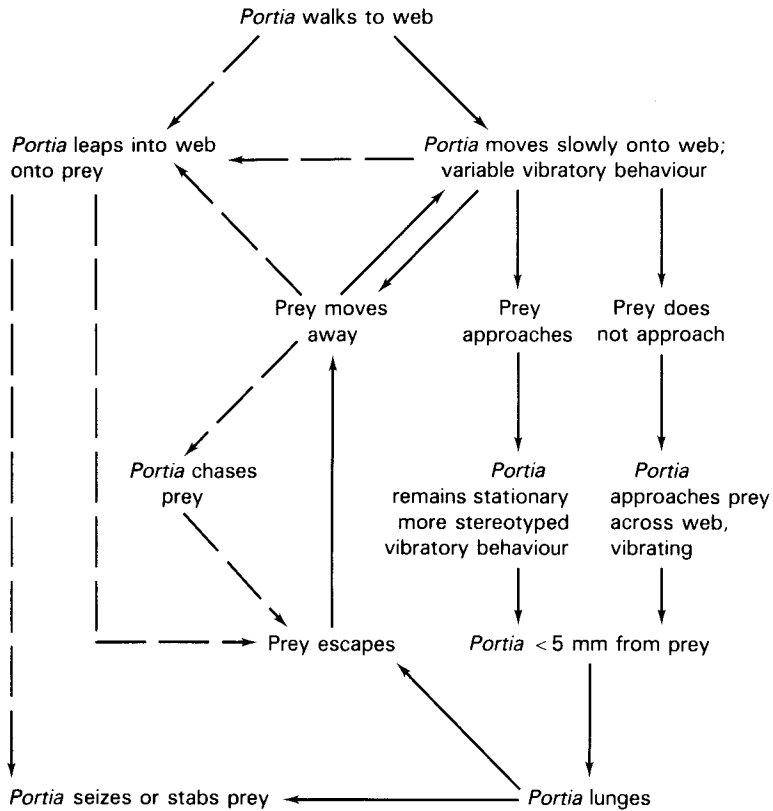 Portia walks to web
Portia leaps into web
onto prey
Portia moves slowly onto web;
variable vibratory behaviour
Prey moves
away
Prey
approaches
Prey does
not approach
Portia chases
prey
Portia
remains stationary
more stereotyped
vibratory behaviour
Portia
approaches prey
across web,
vibrating
Prey escapes
Portia < 5 mm from prey
Portia seizes or stabs prey
Portia lunges